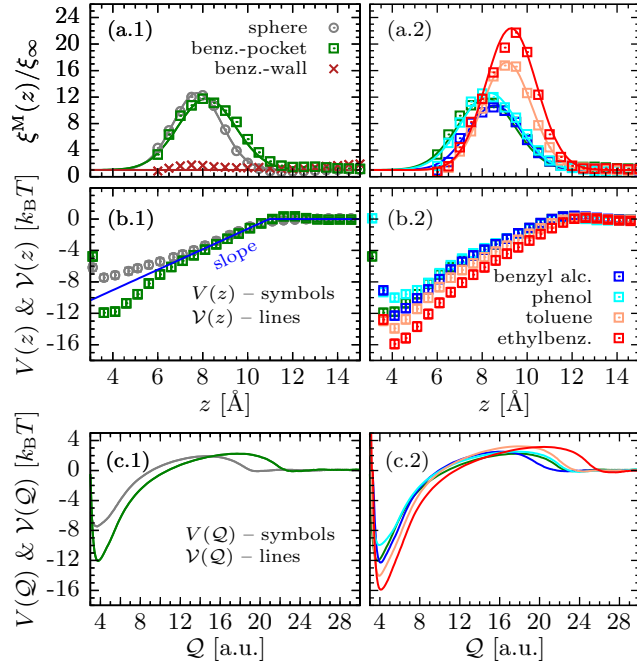 (a.1)
sphere
benz.-pocket
benz.-wall
(a.2)
ξᴹ(z)/ξ∞
24
20
16
12
8
4
0
(b.1)
slope
V(z) – symbols
𝒱(z) – lines
(b.2)
benzyl alc.
phenol
toluene
ethylbenz.
V(z) & 𝒱(z) [k_BT]
0
-4
-8
-12
-16
4 6 8 10 12 14
z [Å]
4 6 8 10 12 14
z [Å]
(c.1)
V(𝒬) – symbols
𝒱(𝒬) – lines
(c.2)
V(𝒬) & 𝒱(𝒬) [k_BT]
4
0
-4
-8
-12
-16
4 8 12 16 20 24 28
𝒬 [a.u.]
4 8 12 16 20 24 28
𝒬 [a.u.]